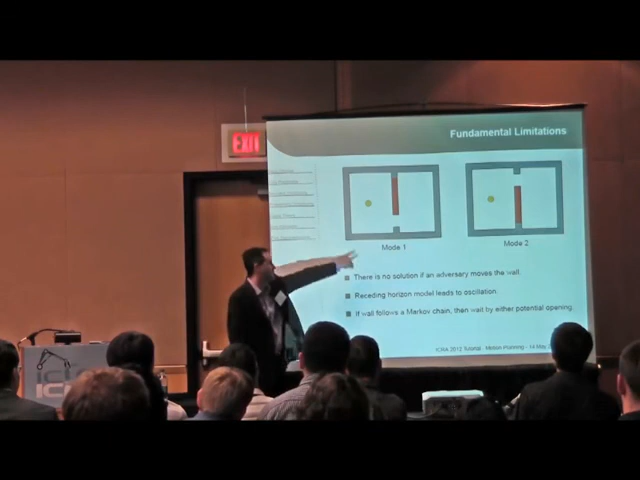 EXIT
Fundamental Limitations
Mode 1
Mode 2
There is no solution if an adversary moves the wall.
Receding horizon model leads to oscillation.
If wall follows a Markov chain, then wait by either potential opening.
ICRA 2012 Tutorial - Motion Planning - 14 May